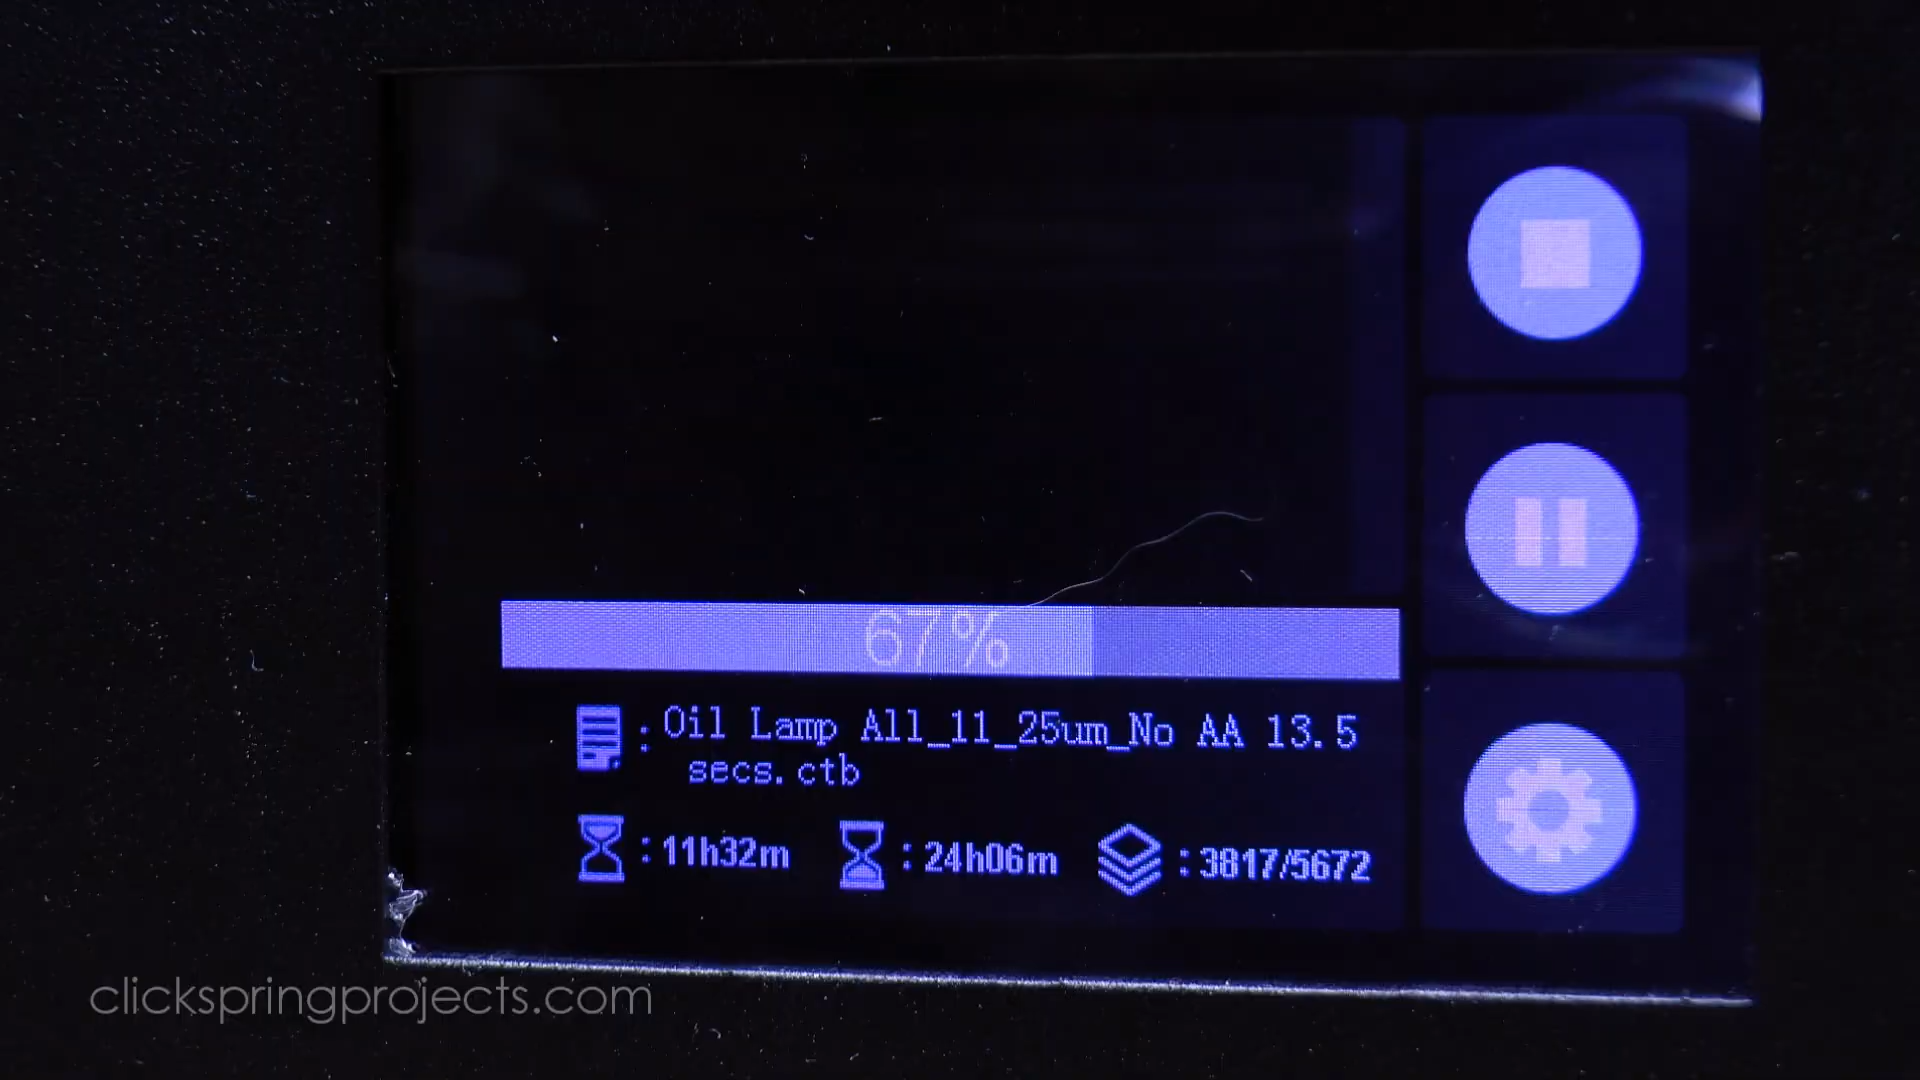 67%
:Oil Lamp All_11_25um_No AA 13.5
secs.ctb
:11h32m :24h06m :3817/5672
clickspringprojects.com